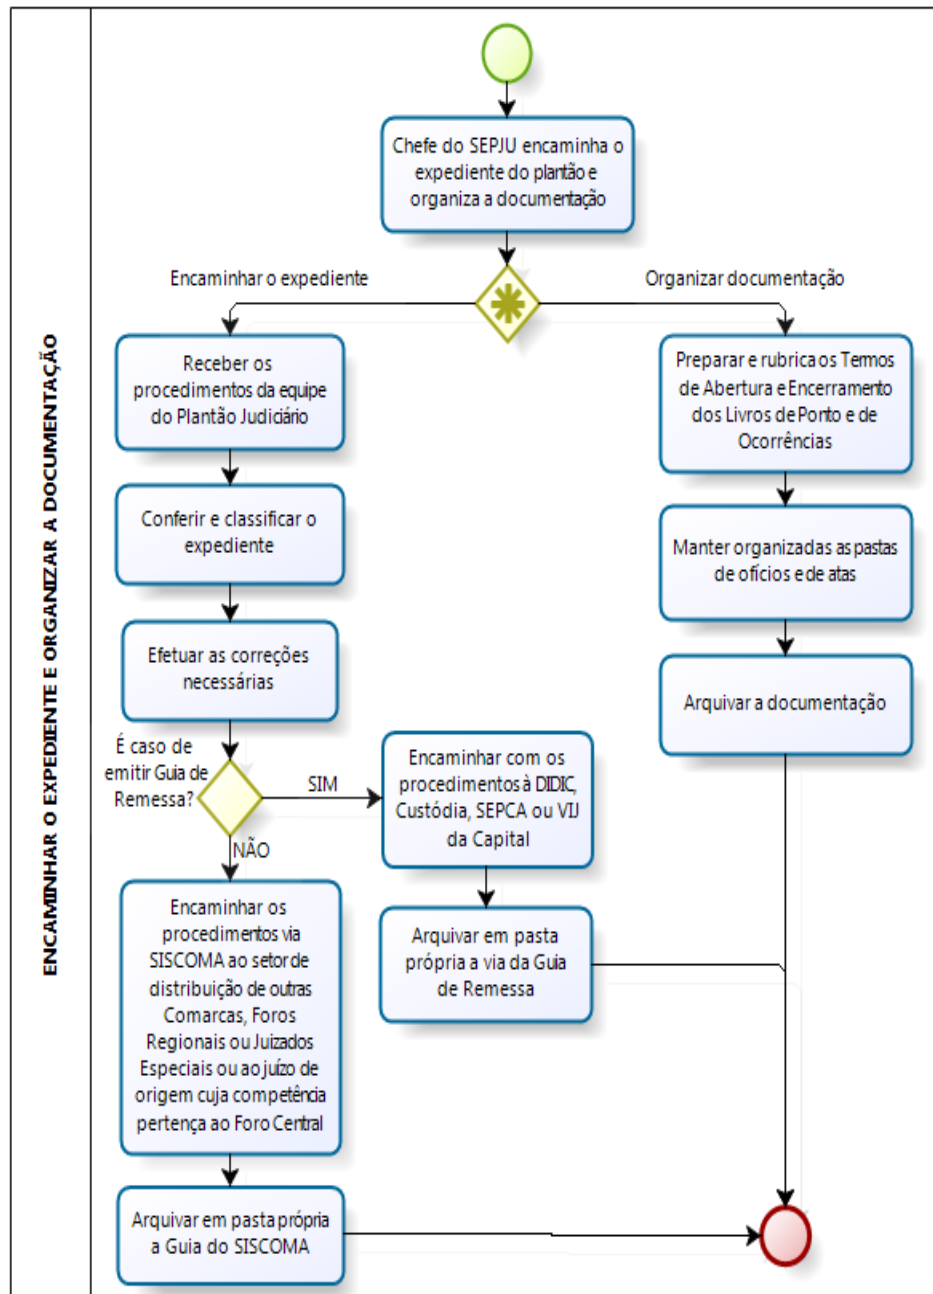 ENCAMINHAR O EXPEDIENTE E ORGANIZAR A DOCUMENTAÇÃO
Chefe do SEPJU encaminha o
expediente do plantão e
organiza a documentação
Encaminhar o expediente
Organizar documentação
Receber os
procedimentos da equipe
do Plantão Judiciário
Preparar e rubrica os Termos
de Abertura e Encerramento
dos Livros de Ponto e de
Ocorrências
Conferir e classificar o
expediente
Manter organizadas as pastas
de ofícios e de atas
Efetuar as correções
necessárias
Arquivar a documentação
É caso de
emitir Guia de
Remessa?
SIM
Encaminhar com os
procedimentos à DIDIC,
Custódia, SEPCA ou VIJ
da Capital
NÃO
Encaminhar os
procedimentos via
SISCOMA ao setor de
distribuição de outras
Comarcas, Foros
Regionais ou Juizados
Especiais ou ao juízo de
origem cuja competência
pertença ao Foro Central
Arquivar em pasta
própria a via da Guia
de Remessa
Arquivar em pasta própria
a Guia do SISCOMA